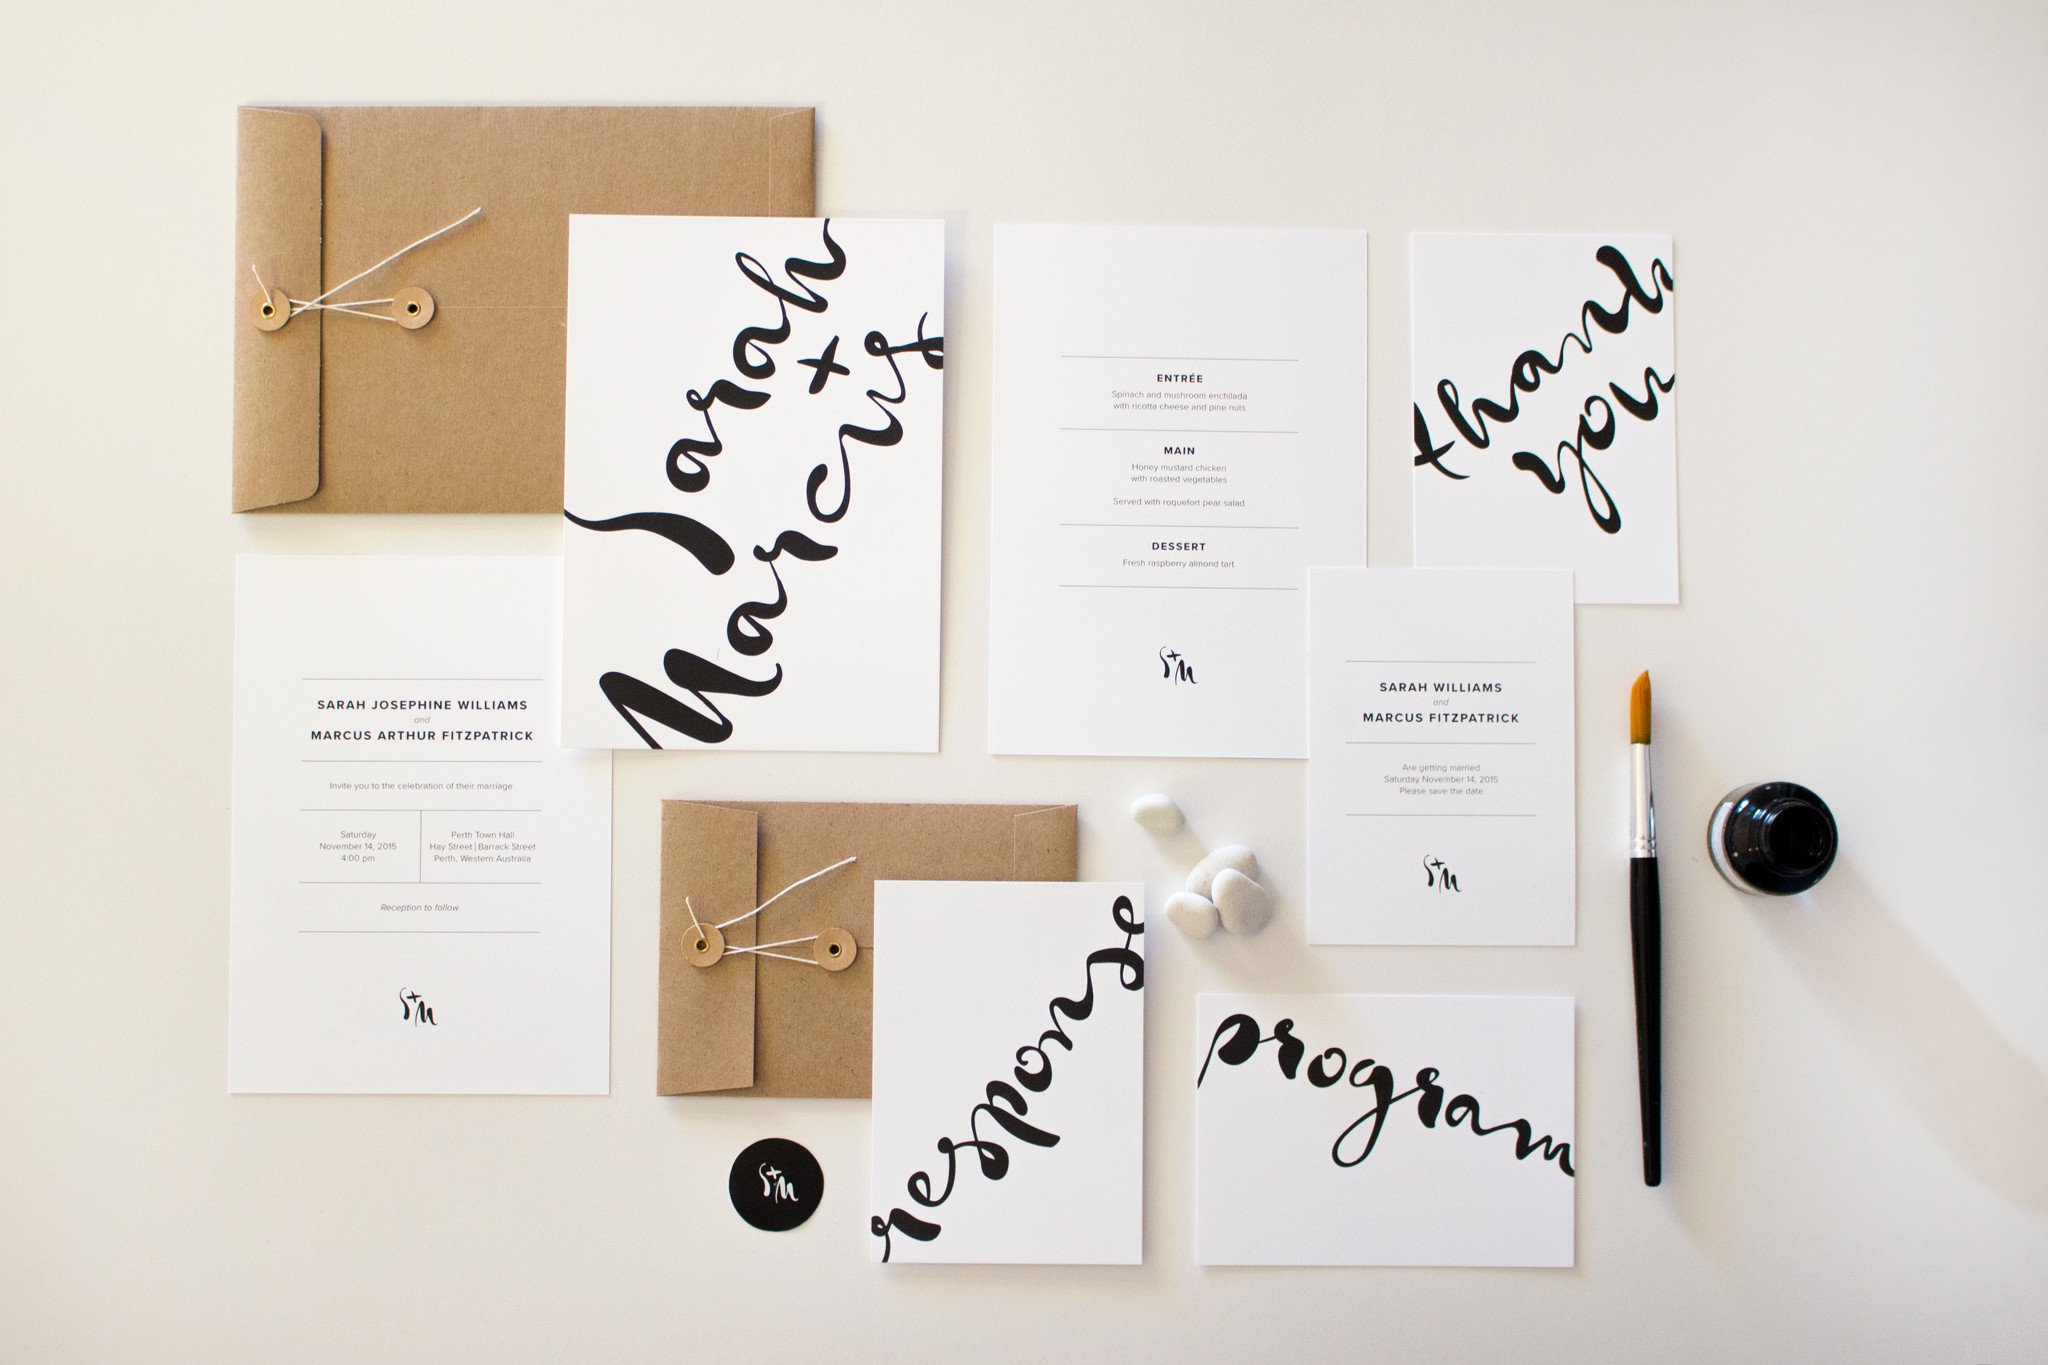 Sarah
+
Marcus
SARAH JOSEPHINE WILLIAMS
and
MARCUS ARTHUR FITZPATRICK
Invite you to the celebration of their marriage
Saturday
November 14, 2015
4:00 pm
Perth Town Hall
Hay Street | Barrack Street
Perth, Western Australia
Reception to follow
S+M
ENTRÉE
Spinach and mushroom enchilada
with ricotta cheese and pine nuts
MAIN
Honey mustard chicken
with roasted vegetables
Served with roquefort pear salad
DESSERT
Fresh raspberry almond tart
S+M
thank
you
SARAH WILLIAMS
and
MARCUS FITZPATRICK
Are getting married
Saturday November 14, 2015
Please save the date
S+M
S+M
response
program